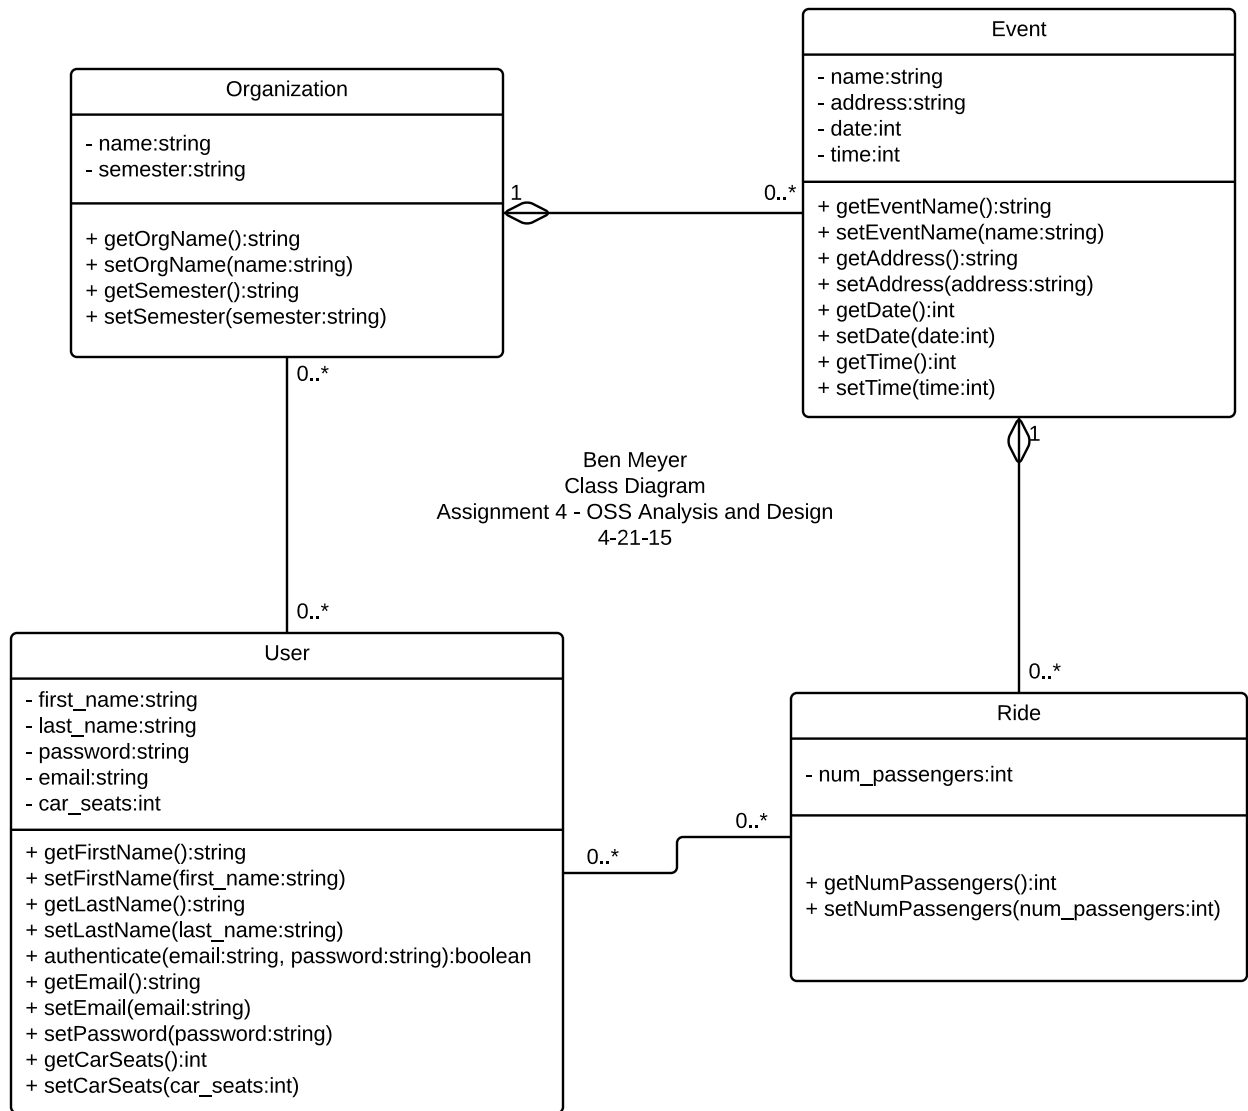 Organization
- name:string
- semester:string
+ getOrgName():string
+ setOrgName(name:string)
+ getSemester():string
+ setSemester(semester:string)
1
0..*
Event
- name:string
- address:string
- date:int
- time:int
+ getEventName():string
+ setEventName(name:string)
+ getAddress():string
+ setAddress(address:string)
+ getDate():int
+ setDate(date:int)
+ getTime():int
+ setTime(time:int)
0..*
1
Ben Meyer
Class Diagram
Assignment 4 - OSS Analysis and Design
4-21-15
0..*
0..*
User
- first_name:string
- last_name:string
- password:string
- email:string
- car_seats:int
+ getFirstName():string
+ setFirstName(first_name:string)
+ getLastName():string
+ setLastName(last_name:string)
+ authenticate(email:string, password:string):boolean
+ getEmail():string
+ setEmail(email:string)
+ setPassword(password:string)
+ getCarSeats():int
+ setCarSeats(car_seats:int)
0..*
0..*
Ride
- num_passengers:int
+ getNumPassengers():int
+ setNumPassengers(num_passengers:int)